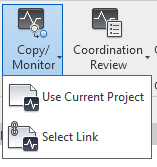 Copy/
Monitor
Coordination
Review
Use Current Project
Select Link